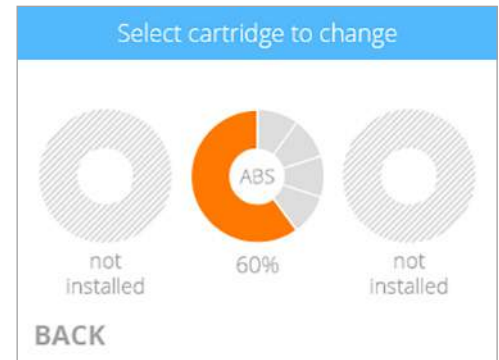 Select cartridge to change
ABS
not
installed
60%
not
installed
BACK